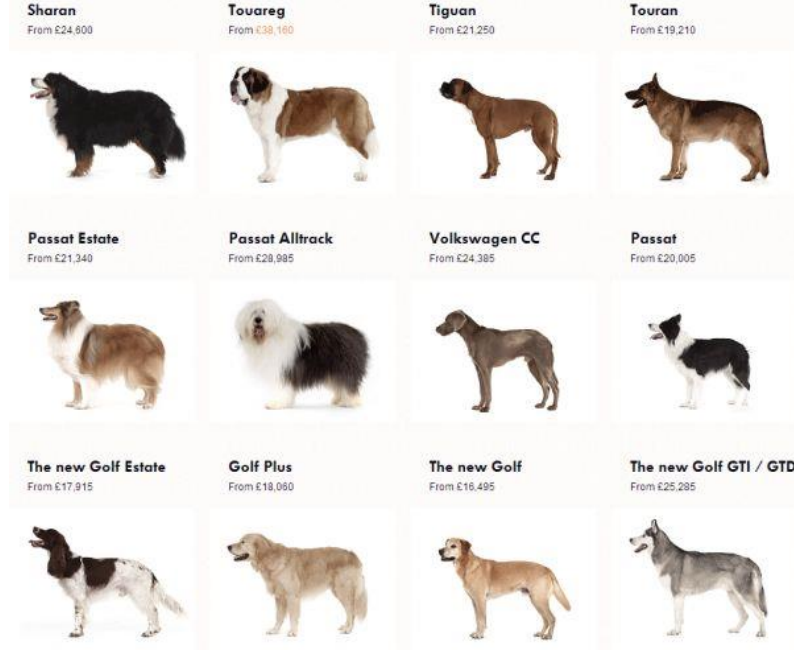 Sharan
From £24,600
Touareg
From £38,160
Tiguan
From £21,250
Touran
From £19,210
Passat Estate
From £21,340
Passat Alltrack
From £28,985
Volkswagen CC
From £24,385
Passat
From £20,005
The new Golf Estate
From £17,915
Golf Plus
From £18,060
The new Golf
From £16,495
The new Golf GTI / GTD
From £25,285